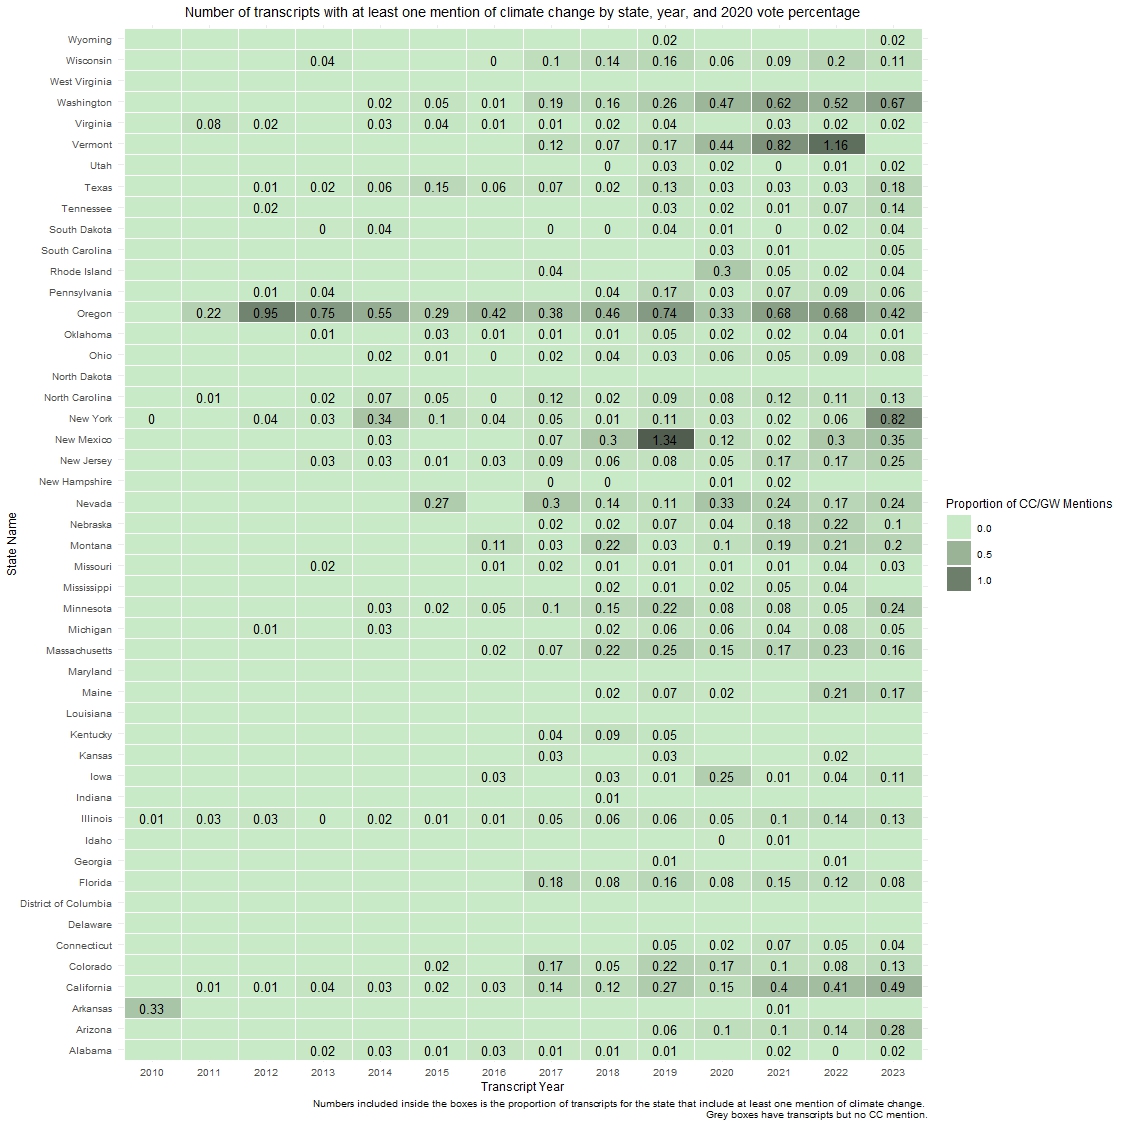 Number of transcripts with at least one mention of climate change by state, year, and 2020 vote percentage
Wyoming 0.02 0.02
Wisconsin 0.04 0 0.1 0.14 0.16 0.06 0.09 0.2 0.11
West Virginia
Washington 0.02 0.05 0.01 0.19 0.16 0.26 0.47 0.62 0.52 0.67
Virginia 0.08 0.02 0.03 0.04 0.01 0.01 0.02 0.04 0.03 0.02 0.02
Vermont 0.12 0.07 0.17 0.44 0.82 1.16
Utah 0 0.03 0.02 0 0.01 0.02
Texas 0.01 0.02 0.06 0.15 0.06 0.07 0.02 0.13 0.03 0.03 0.03 0.18
Tennessee 0.02 0.03 0.02 0.01 0.07 0.14
South Dakota 0 0.04 0 0 0.04 0.01 0 0.02 0.04
South Carolina 0.03 0.01 0.05
Rhode Island 0.04 0.3 0.05 0.02 0.04
Pennsylvania 0.01 0.04 0.04 0.17 0.03 0.07 0.09 0.06
Oregon 0.22 0.95 0.75 0.55 0.29 0.42 0.38 0.46 0.74 0.33 0.68 0.68 0.42
Oklahoma 0.01 0.03 0.01 0.01 0.01 0.05 0.02 0.02 0.04 0.01
Ohio 0.02 0.01 0 0.02 0.04 0.03 0.06 0.05 0.09 0.08
North Dakota
North Carolina 0.01 0.02 0.07 0.05 0 0.12 0.02 0.09 0.08 0.12 0.11 0.13
New York 0 0.04 0.03 0.34 0.1 0.04 0.05 0.01 0.11 0.03 0.02 0.06 0.82
New Mexico 0.03 0.07 0.3 1.34 0.12 0.02 0.3 0.35
New Jersey 0.03 0.03 0.01 0.03 0.09 0.06 0.08 0.05 0.17 0.17 0.25
New Hampshire 0 0 0.01 0.02
Nevada 0.27 0.3 0.14 0.11 0.33 0.24 0.17 0.24
Nebraska 0.02 0.02 0.07 0.04 0.18 0.22 0.1
Montana 0.11 0.03 0.22 0.03 0.1 0.19 0.21 0.2
Missouri 0.02 0.01 0.02 0.01 0.01 0.01 0.01 0.04 0.03
Mississippi 0.02 0.01 0.02 0.05 0.04
Minnesota 0.03 0.02 0.05 0.1 0.15 0.22 0.08 0.08 0.05 0.24
Michigan 0.01 0.03 0.02 0.06 0.06 0.04 0.08 0.05
Massachusetts 0.02 0.07 0.22 0.25 0.15 0.17 0.23 0.16
Maryland
Maine 0.02 0.07 0.02 0.21 0.17
Louisiana
Kentucky 0.04 0.09 0.05
Kansas 0.03 0.03 0.02
Iowa 0.03 0.03 0.01 0.25 0.01 0.04 0.11
Indiana 0.01
Illinois 0.01 0.03 0.03 0 0.02 0.01 0.01 0.05 0.06 0.06 0.05 0.1 0.14 0.13
Idaho 0 0.01
Georgia 0.01 0.01
Florida 0.18 0.08 0.16 0.08 0.15 0.12 0.08
District of Columbia
Delaware
Connecticut 0.05 0.02 0.07 0.05 0.04
Colorado 0.02 0.17 0.05 0.22 0.17 0.1 0.08 0.13
California 0.01 0.01 0.04 0.03 0.02 0.03 0.14 0.12 0.27 0.15 0.4 0.41 0.49
Arkansas 0.33 0.01
Arizona 0.06 0.1 0.1 0.14 0.28
Alabama 0.02 0.03 0.01 0.03 0.01 0.01 0.01 0.02 0 0.02
2010 2011 2012 2013 2014 2015 2016 2017 2018 2019 2020 2021 2022 2023
Transcript Year
State Name
Proportion of CC/GW Mentions
0.0
0.5
1.0
Numbers included inside the boxes is the proportion of transcripts for the state that include at least one mention of climate change.
Grey boxes have transcripts but no CC mention.